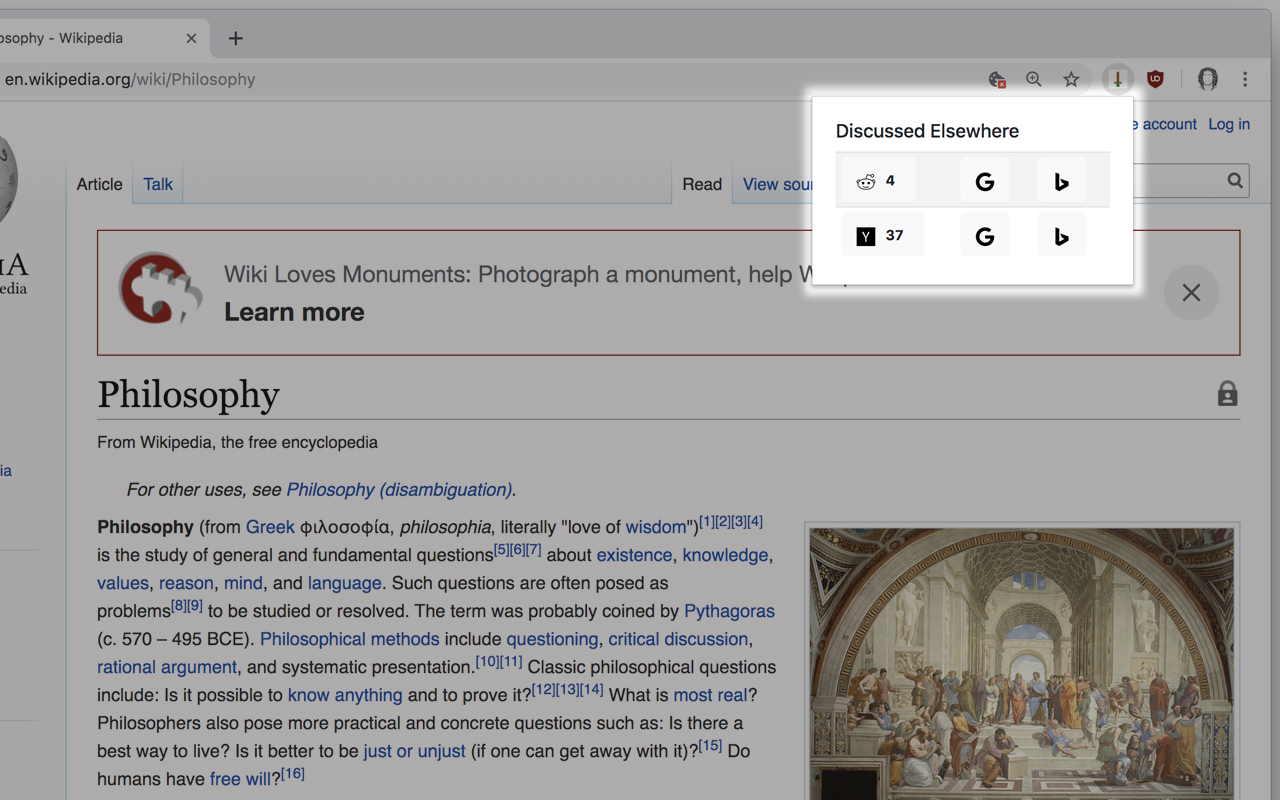 osophy - Wikipedia
en.wikipedia.org/wiki/Philosophy
Discussed Elsewhere
4
37
account Log in
Article Talk Read View sou
edia
Wiki Loves Monuments: Photograph a monument, help W
Learn more
Philosophy
From Wikipedia, the free encyclopedia
ia
For other uses, see Philosophy (disambiguation).
Philosophy (from Greek φιλοσοφία, philosophia, literally "love of wisdom")[1][2][3][4]
is the study of general and fundamental questions[5][6][7] about existence, knowledge,
values, reason, mind, and language. Such questions are often posed as
problems[8][9] to be studied or resolved. The term was probably coined by Pythagoras
(c. 570 – 495 BCE). Philosophical methods include questioning, critical discussion,
rational argument, and systematic presentation.[10][11] Classic philosophical questions
include: Is it possible to know anything and to prove it?[12][13][14] What is most real?
Philosophers also pose more practical and concrete questions such as: Is there a
best way to live? Is it better to be just or unjust (if one can get away with it)?[15] Do
humans have free will?[16]